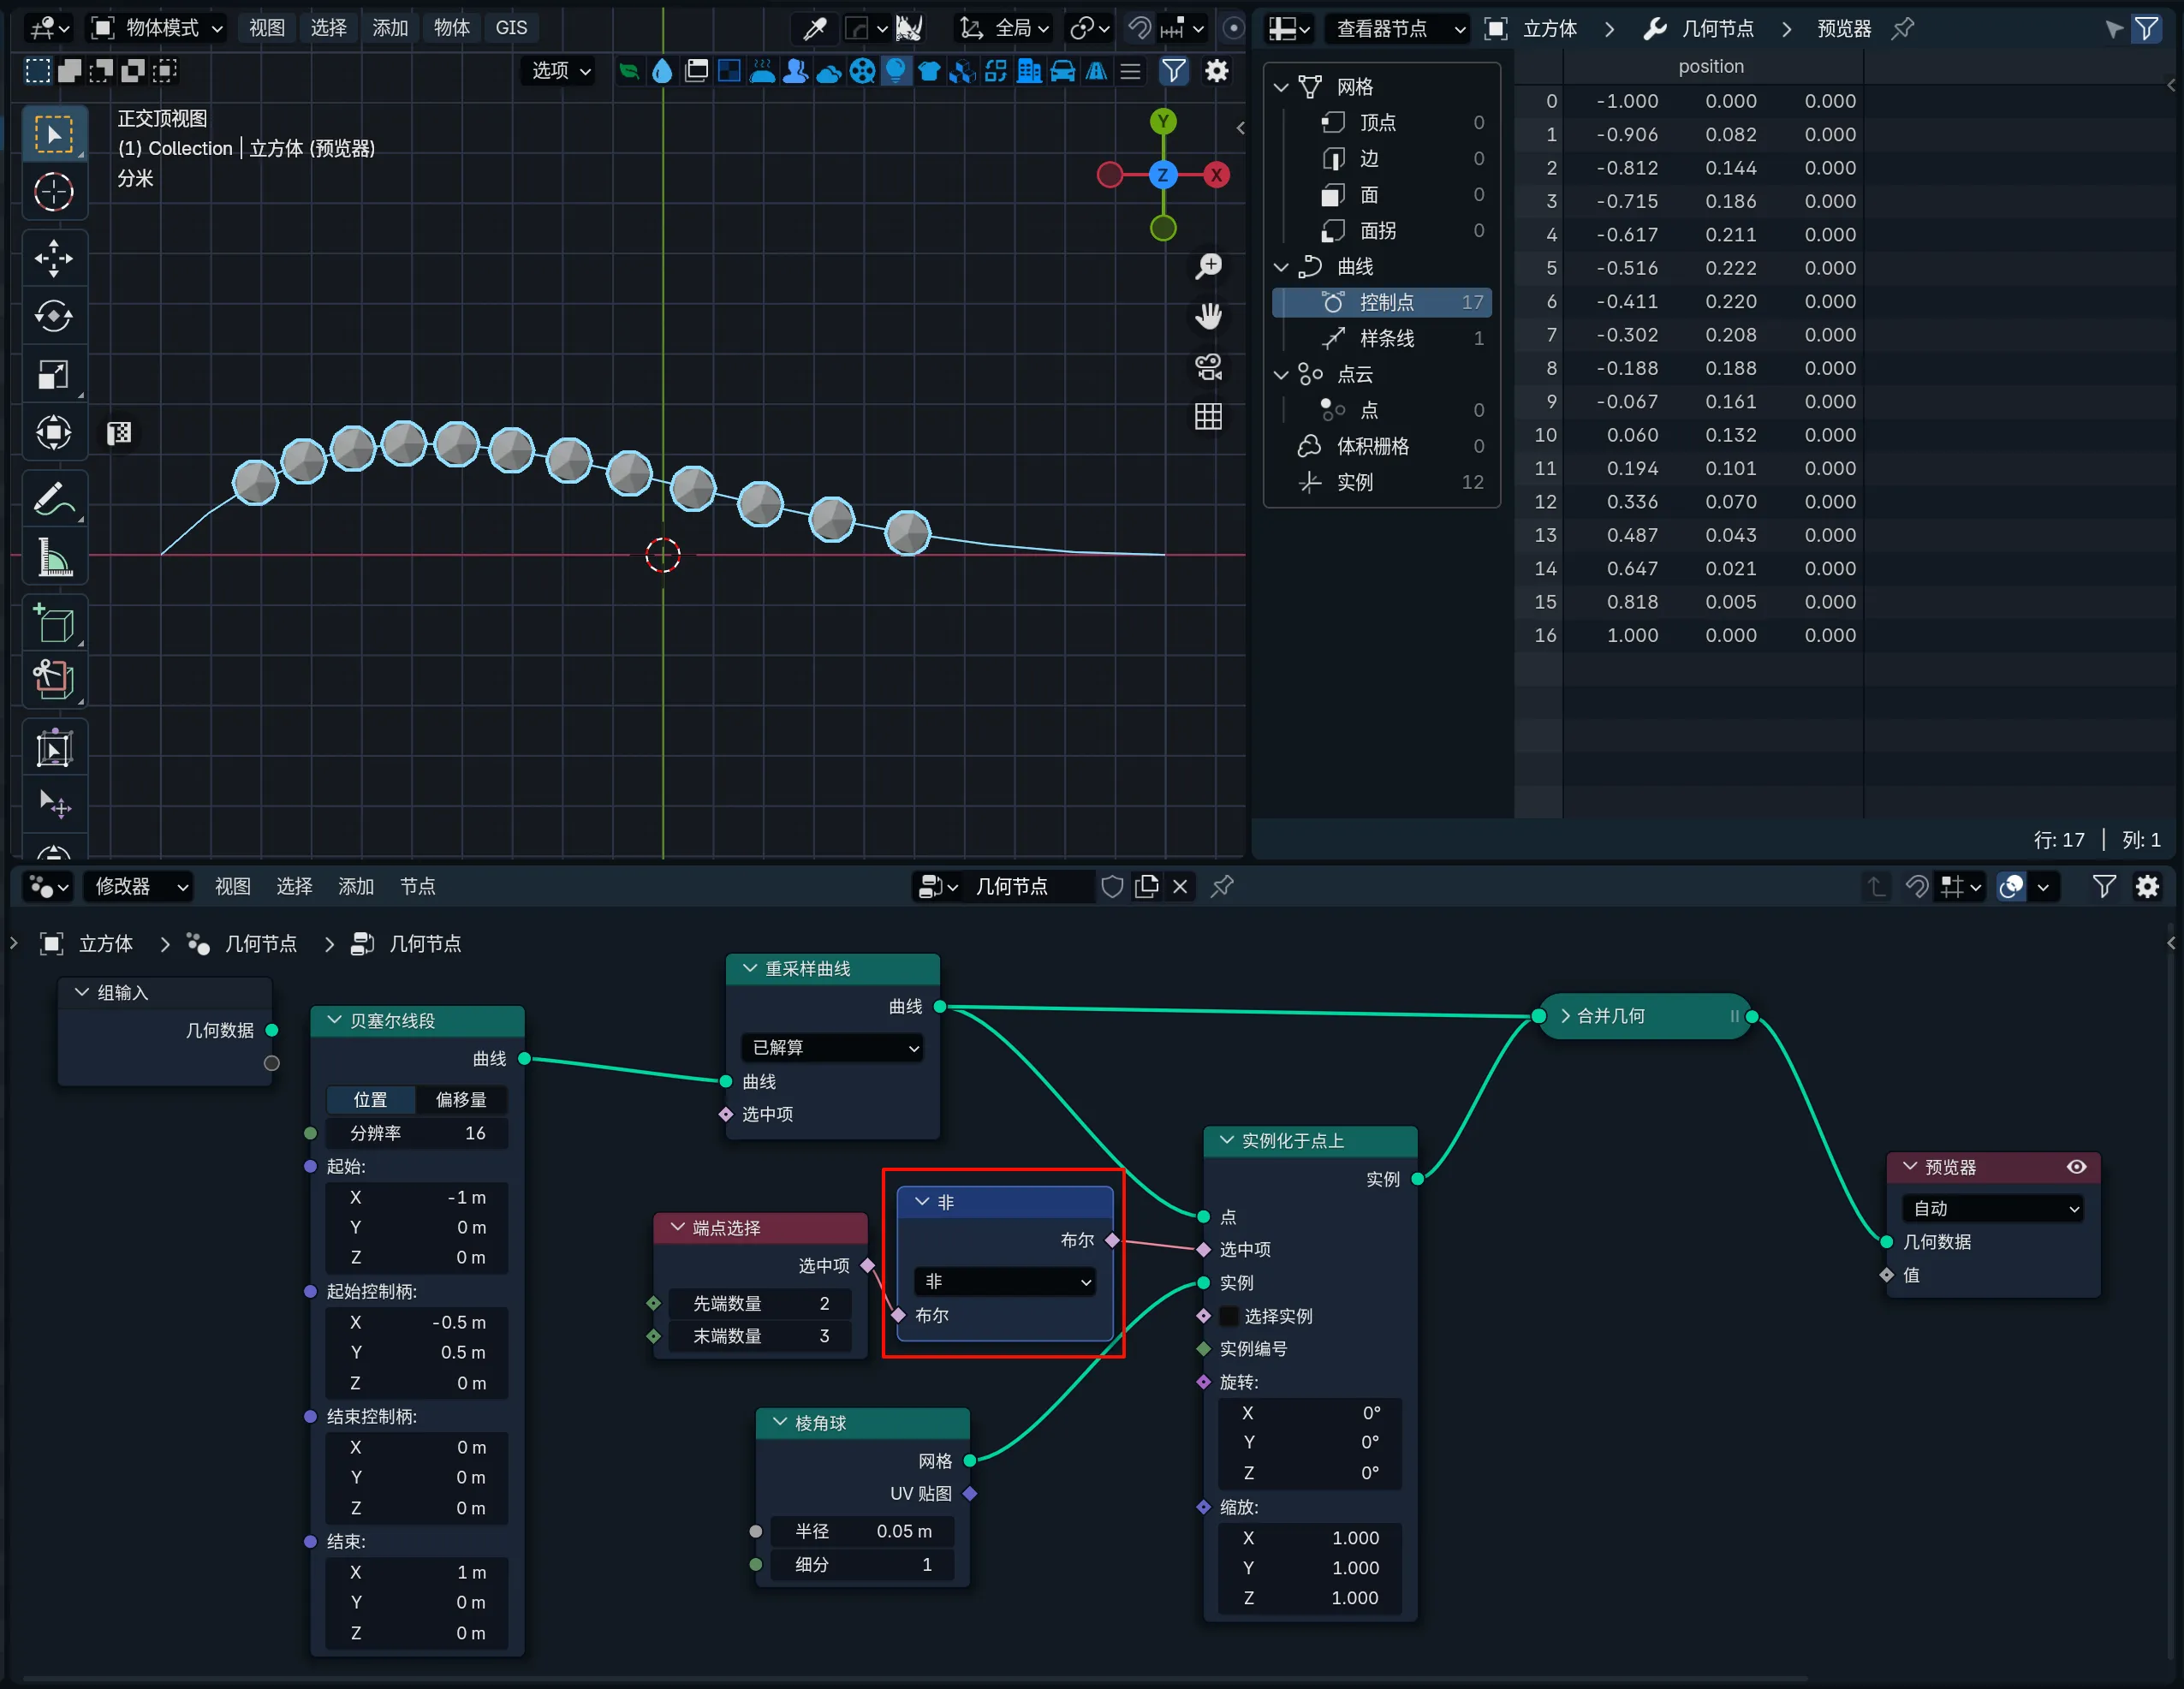 物体模式 视图 选择 添加 物体 GIS 全局
选项
正交顶视图
(1) Collection | 立方体 (预览器)
分米
Y
Z
X
查看器节点 立方体 几何节点 预览器
网格
顶点 0
边 0
面 0
面拐 0
曲线
控制点 17
样条线 1
点云
点 0
体积栅格 0
实例 12
position
0 -1.000 0.000 0.000
1 -0.906 0.082 0.000
2 -0.812 0.144 0.000
3 -0.715 0.186 0.000
4 -0.617 0.211 0.000
5 -0.516 0.222 0.000
6 -0.411 0.220 0.000
7 -0.302 0.208 0.000
8 -0.188 0.188 0.000
9 -0.067 0.161 0.000
10 0.060 0.132 0.000
11 0.194 0.101 0.000
12 0.336 0.070 0.000
13 0.487 0.043 0.000
14 0.647 0.021 0.000
15 0.818 0.005 0.000
16 1.000 0.000 0.000
行: 17 | 列: 1
修改器 视图 选择 添加 节点 几何节点
立方体 几何节点 几何节点
组输入
几何数据
贝塞尔线段
曲线
位置 偏移量
分辨率 16
起始:
X -1 m
Y 0 m
Z 0 m
起始控制柄:
X -0.5 m
Y 0.5 m
Z 0 m
结束控制柄:
X 0 m
Y 0 m
Z 0 m
结束:
X 1 m
Y 0 m
Z 0 m
重采样曲线
曲线
已解算
曲线
选中项
端点选择
选中项
先端数量 2
末端数量 3
非
布尔
非
布尔
棱角球
网格
UV 贴图
半径 0.05 m
细分 1
实例化于点上
实例
点
选中项
实例
选择实例
实例编号
旋转:
X 0°
Y 0°
Z 0°
缩放:
X 1.000
Y 1.000
Z 1.000
合并几何
预览器
自动
几何数据
值